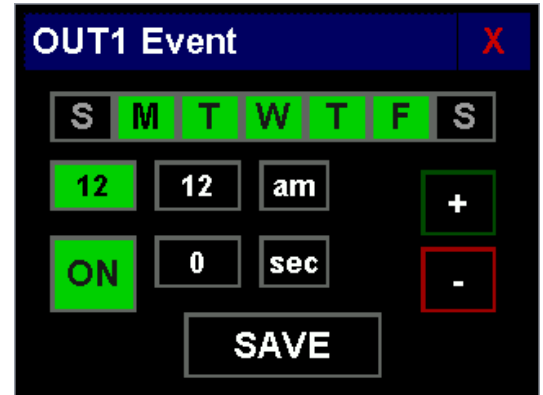 OUT1 Event X
S M T W T F S
12 12 am +
ON 0 sec -
SAVE